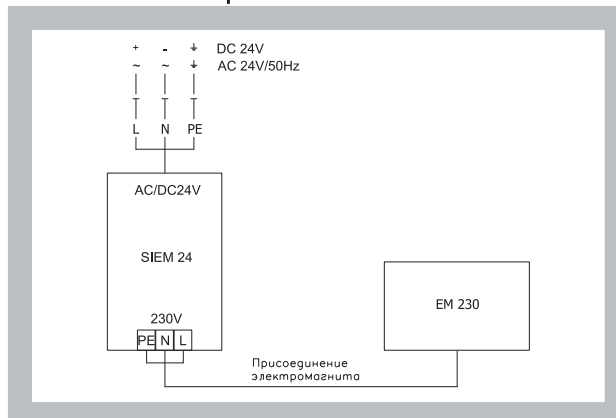 + - ⏚ DC 24V
~ ~ ⏚ AC 24V/50Hz
L N PE
AC/DC24V
SIEM 24
EM 230
230V
PE N L
Присоединение
электромагнита